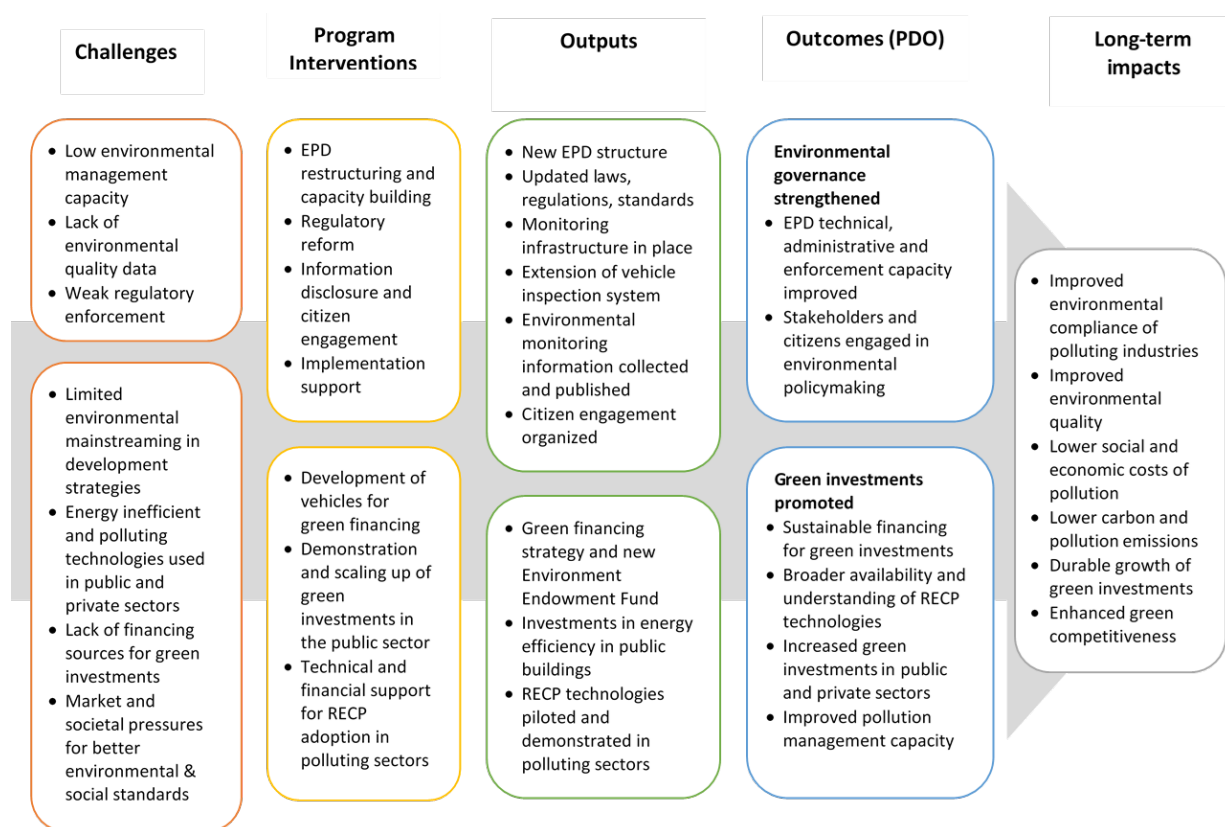 Challenges
Program
Interventions
Outputs
Outcomes (PDO)
Long-term
impacts
• Low environmental
management
capacity
• Lack of
environmental
quality data
• Weak regulatory
enforcement
• Limited
environmental
mainstreaming in
development
strategies
• Energy inefficient
and polluting
technologies used
in public and
private sectors
• Lack of financing
sources for green
investments
• Market and
societal pressures
for better
environmental &
social standards
• EPD
restructuring and
capacity building
• Regulatory
reform
• Information
disclosure and
citizen
engagement
• Implementation
support
• Development of
vehicles for
green financing
• Demonstration
and scaling up of
green
investments in
the public sector
• Technical and
financial support
for RECP
adoption in
polluting sectors
• New EPD structure
• Updated laws,
regulations, standards
• Monitoring
infrastructure in place
• Extension of vehicle
inspection system
• Environmental
monitoring
information collected
and published
• Citizen engagement
organized
• Green financing
strategy and new
Environment
Endowment Fund
• Investments in energy
efficiency in public
buildings
• RECP technologies
piloted and
demonstrated in
polluting sectors
Environmental
governance
strengthened
• EPD technical,
administrative and
enforcement capacity
improved
• Stakeholders and
citizens engaged in
environmental
policymaking
Green investments
promoted
• Sustainable financing
for green investments
• Broader availability and
understanding of RECP
technologies
• Increased green
investments in public
and private sectors
• Improved pollution
management capacity
• Improved
environmental
compliance of
polluting industries
• Improved
environmental
quality
• Lower social and
economic costs of
pollution
• Lower carbon and
pollution emissions
• Durable growth of
green investments
• Enhanced green
competitiveness